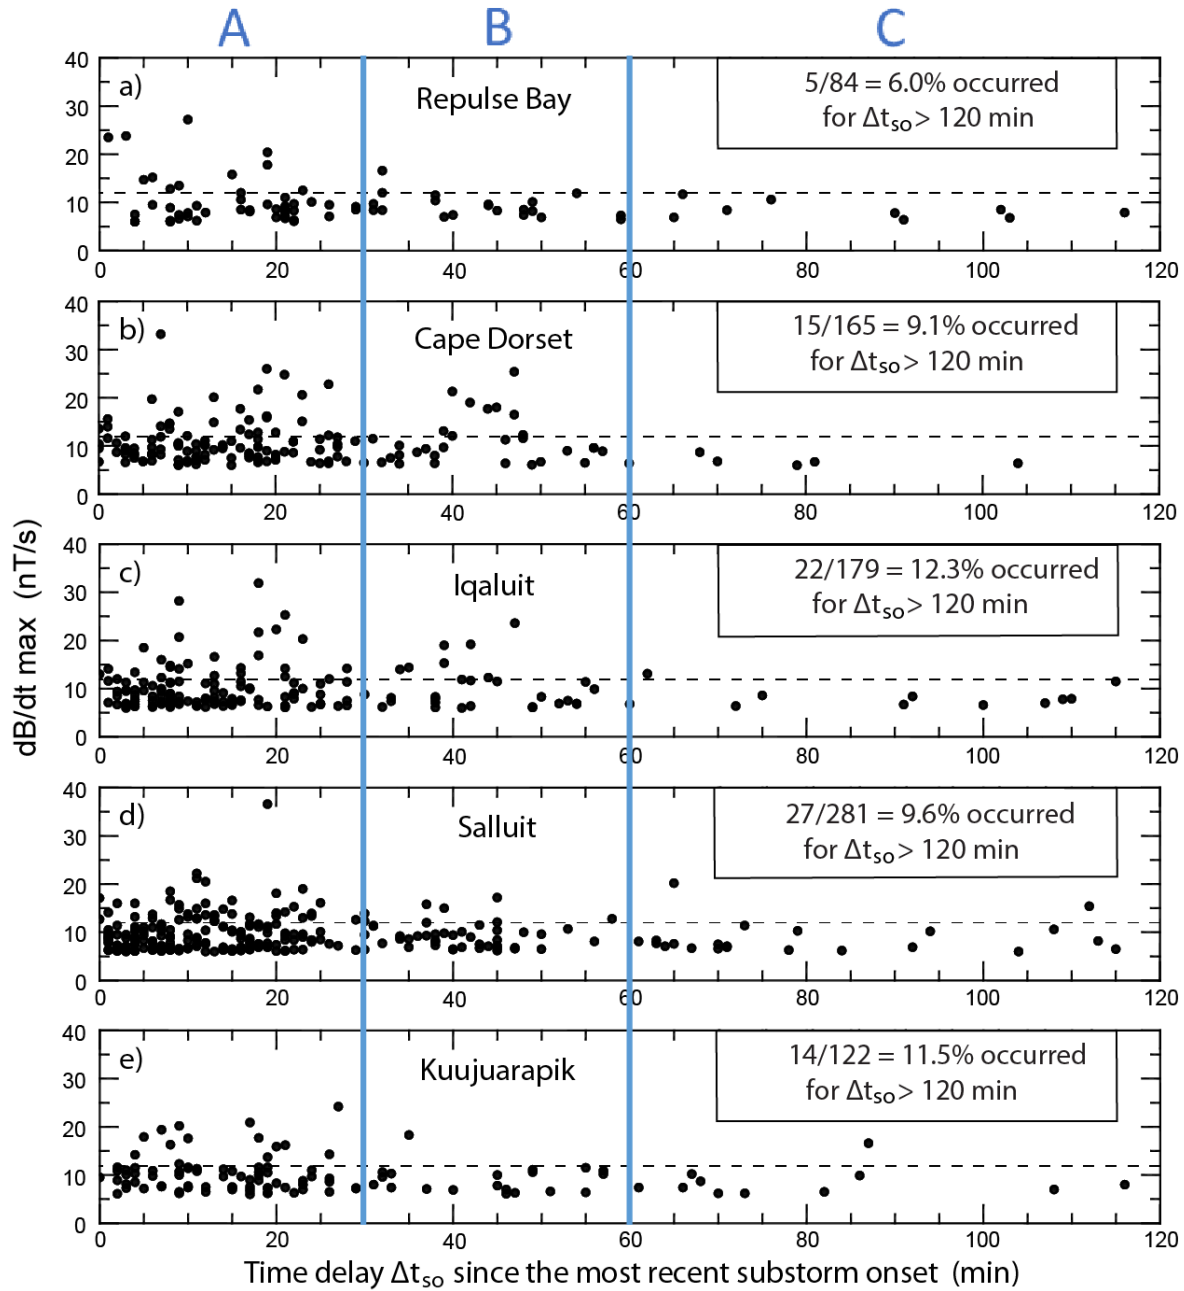 A B C
a) Repulse Bay
5/84 = 6.0% occurred
for Δtso> 120 min
40
30
20
10
0
0 20 40 60 80 100 120
b) Cape Dorset
15/165 = 9.1% occurred
for Δtso> 120 min
40
30
20
10
0
0 20 40 60 80 100 120
c) Iqaluit
22/179 = 12.3% occurred
for Δtso> 120 min
40
30
20
10
0
0 20 40 60 80 100 120
d) Salluit
27/281 = 9.6% occurred
for Δtso> 120 min
40
30
20
10
0
0 20 40 60 80 100 120
e) Kuujuarapik
14/122 = 11.5% occurred
for Δtso> 120 min
40
30
20
10
0
0 20 40 60 80 100 120
dB/dt max (nT/s)
Time delay Δtso since the most recent substorm onset (min)